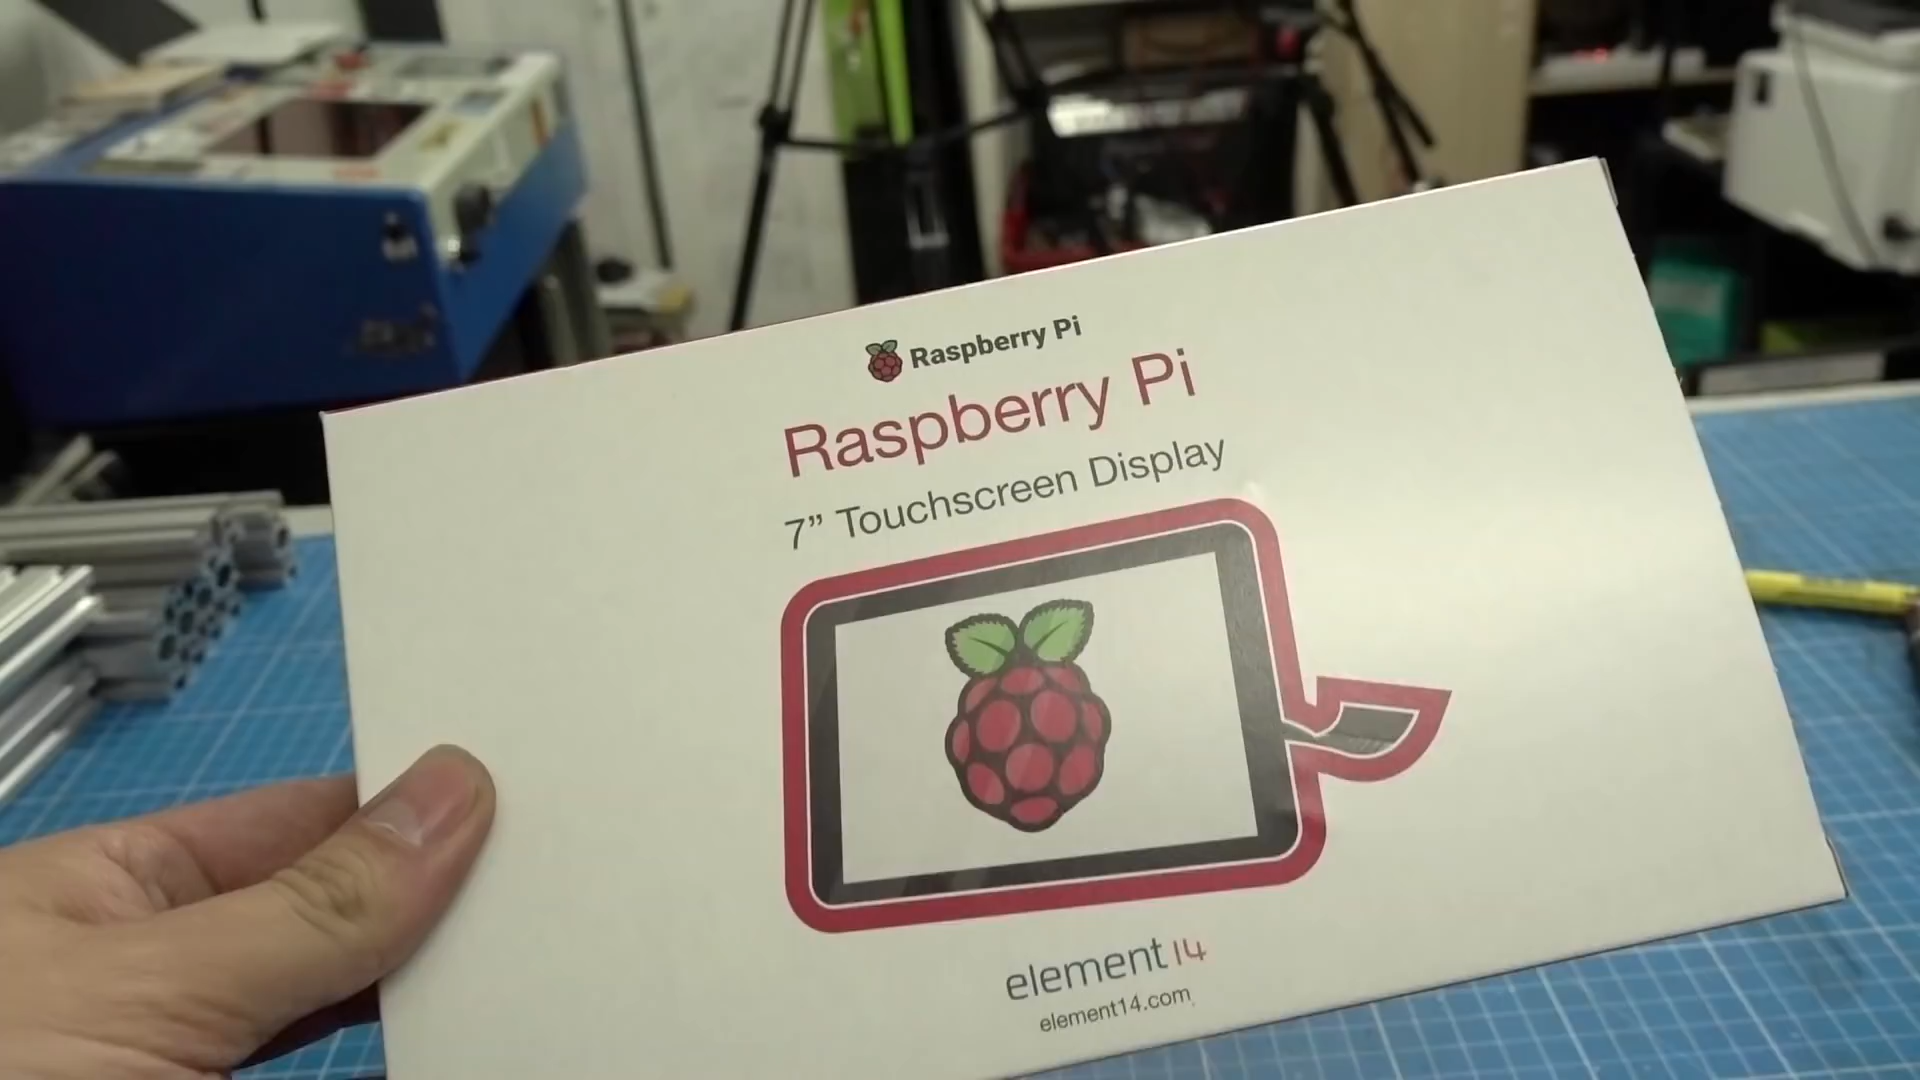 Raspberry Pi
Raspberry Pi
7” Touchscreen Display
element14
element14.com